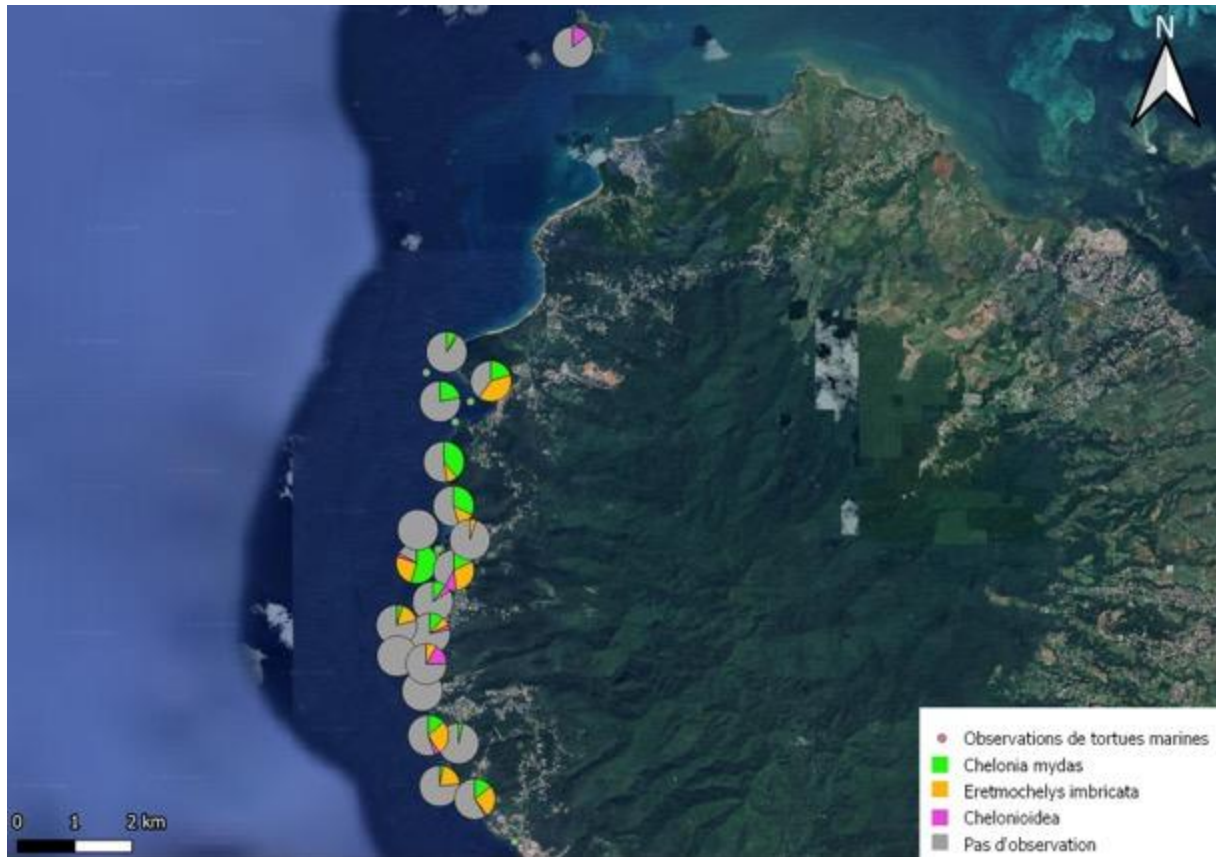 N
Observations de tortues marines
Chelonia mydas
Eretmochelys imbricata
Chelonioidea
Pas d'observation
0 1 2 km